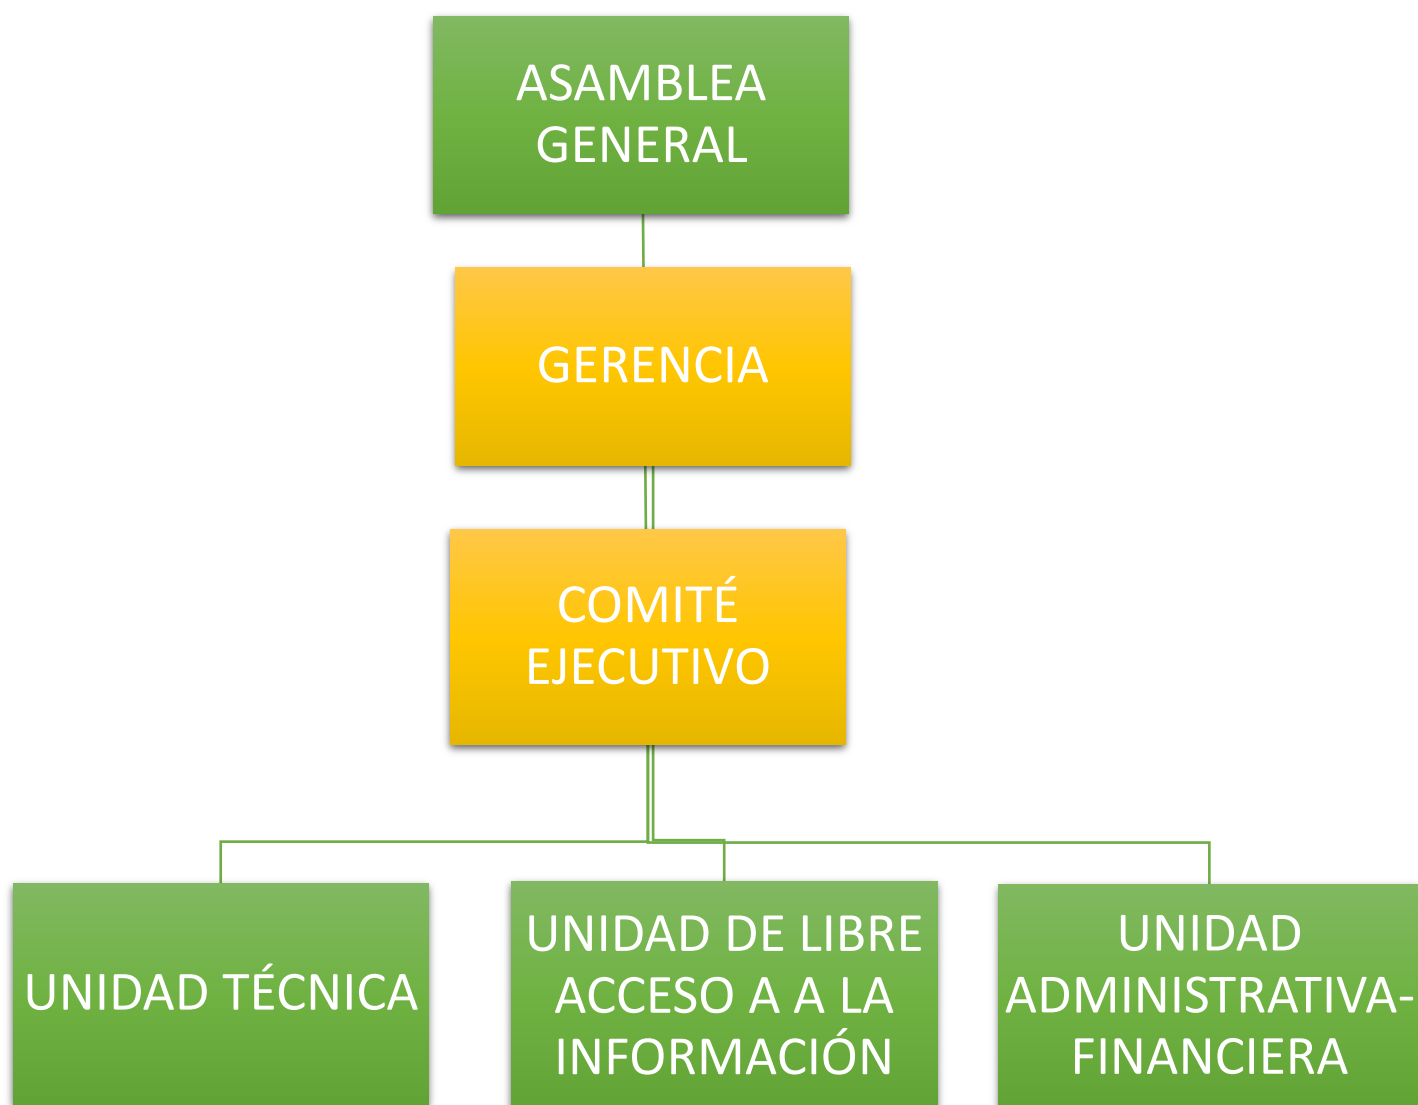 ASAMBLEA
GENERAL
GERENCIA
COMITÉ
EJECUTIVO
UNIDAD TÉCNICA
UNIDAD DE LIBRE
ACCESO A A LA
INFORMACIÓN
UNIDAD
ADMINISTRATIVA-
FINANCIERA